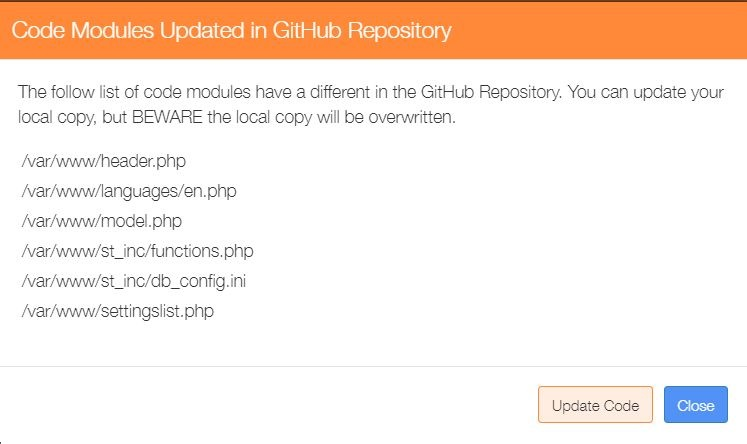 Code Modules Updated in GitHub Repository
The follow list of code modules have a different in the GitHub Repository. You can update your
local copy, but BEWARE the local copy will be overwritten.
/var/www/header.php
/var/www/languages/en.php
/var/www/model.php
/var/www/st_inc/functions.php
/var/www/st_inc/db_config.ini
/var/www/settingslist.php
Update Code
Close